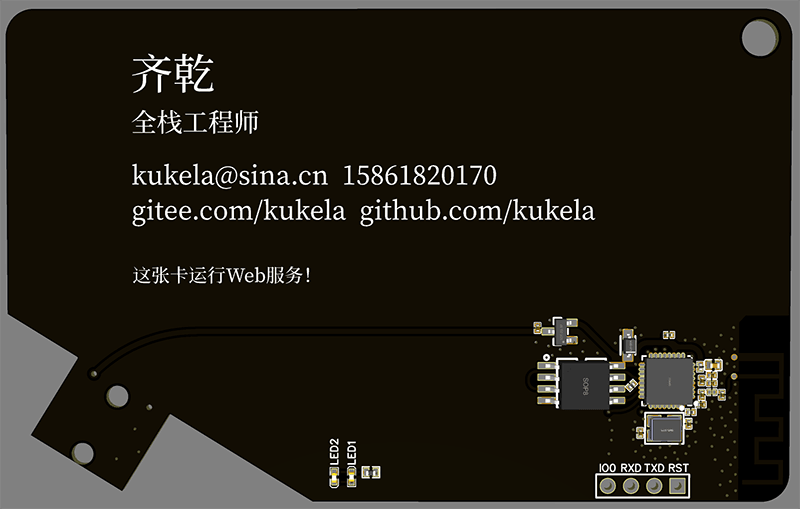 齐乾
全栈工程师
kukela@sina.cn 15861820170
gitee.com/kukela github.com/kukela
这张卡运行Web服务！
SOP8
LED2
LED1
IO0 RXD TXD RST